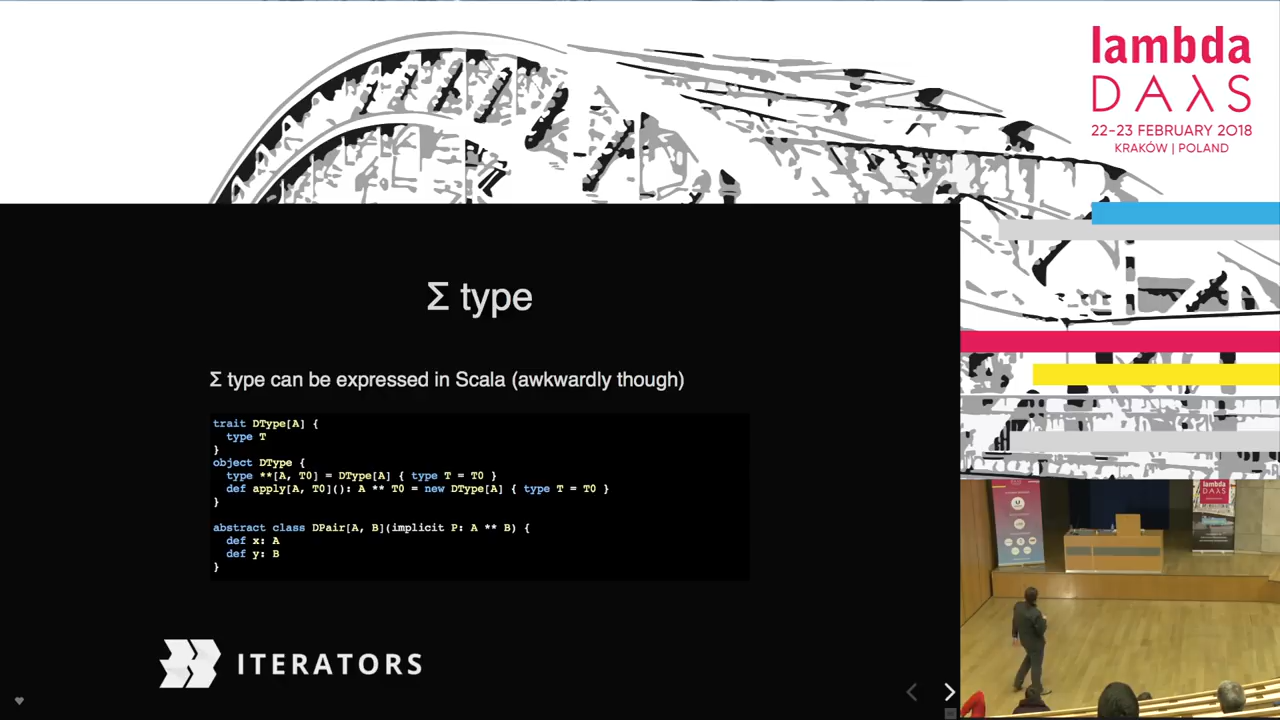 lambda
DAλS
22-23 FEBRUARY 2018
KRAKÓW | POLAND
Σ type
Σ type can be expressed in Scala (awkwardly though)
trait DType[A] {
  type T
}
object DType {
  type **[A, T0] = DType[A] { type T = T0 }
  def apply[A, T0](): A ** T0 = new DType[A] { type T = T0 }
}
abstract class DPair[A, B](implicit P: A ** B) {
  def x: A
  def y: B
}
ITERATORS
lambda
DAλS